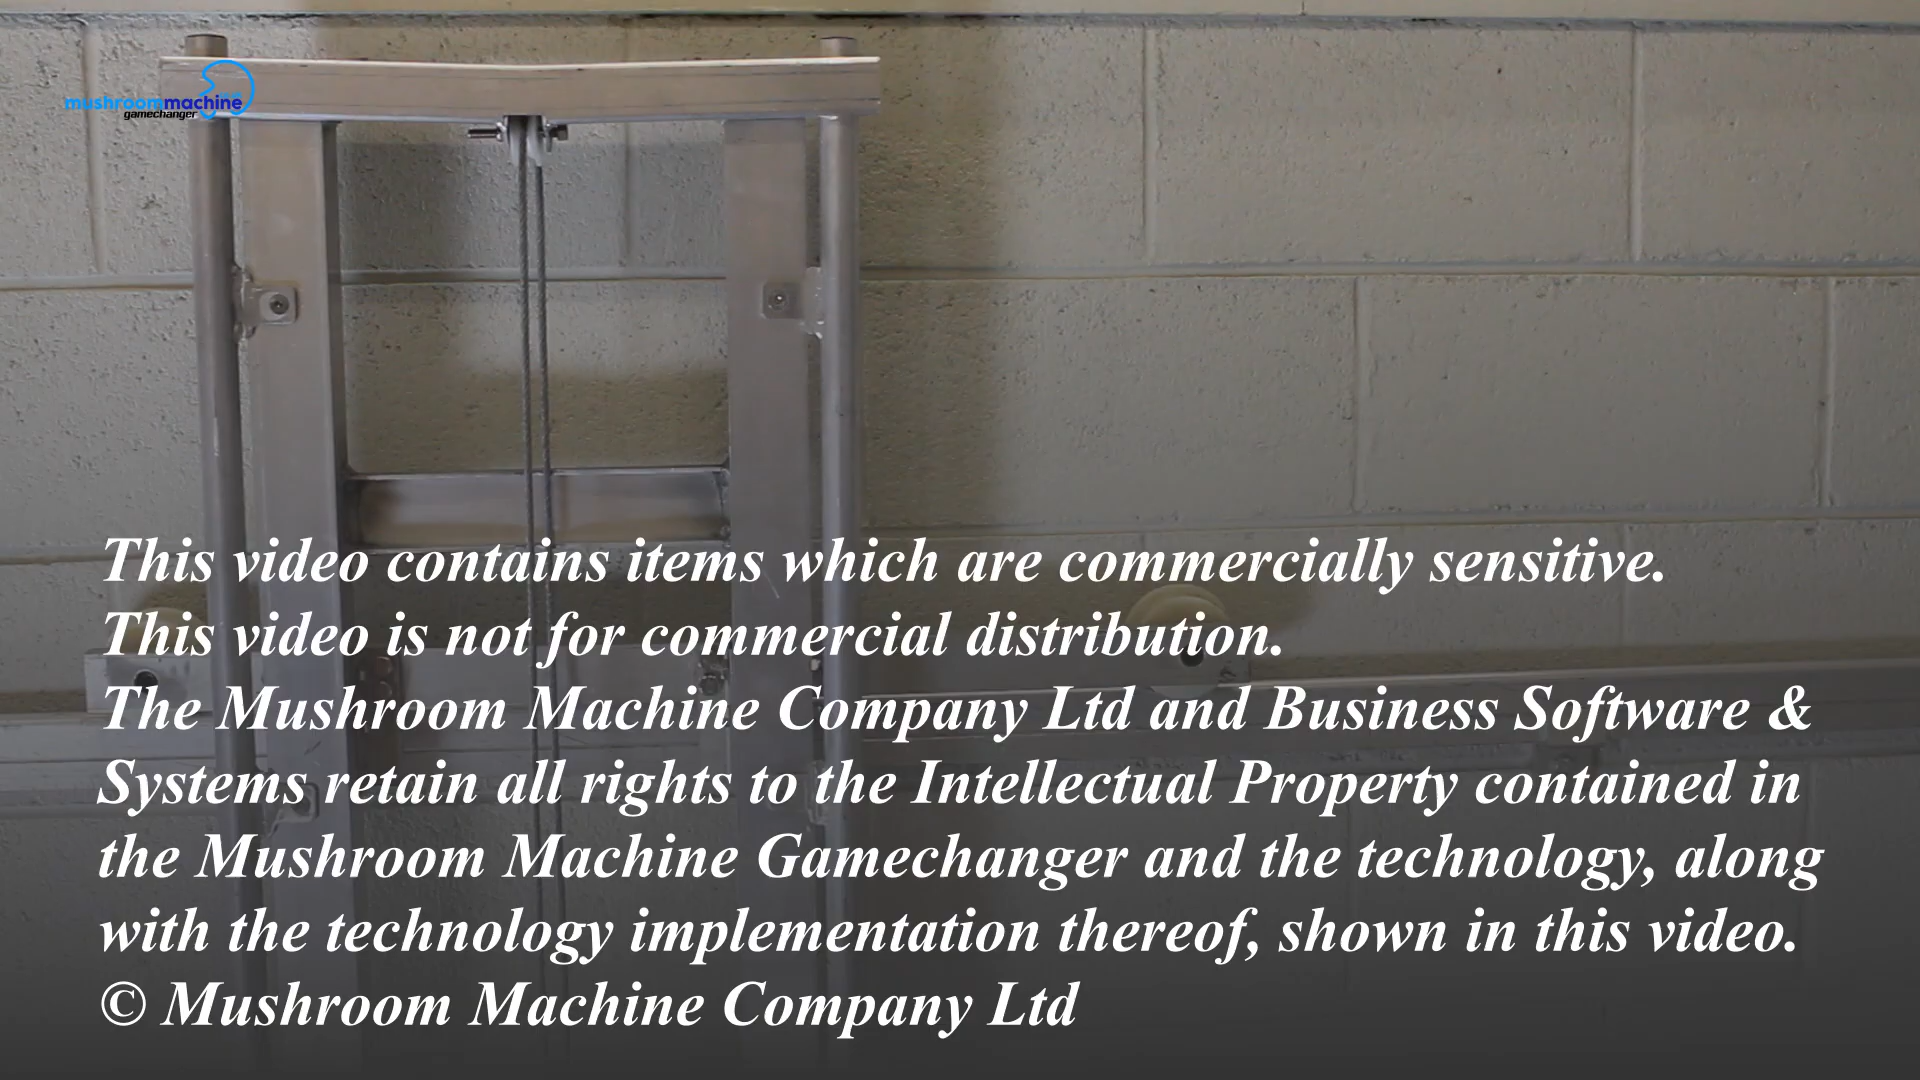 mushroommachine
gamechanger
This video contains items which are commercially sensitive.
This video is not for commercial distribution.
The Mushroom Machine Company Ltd and Business Software &
Systems retain all rights to the Intellectual Property contained in
the Mushroom Machine Gamechanger and the technology, along
with the technology implementation thereof, shown in this video.
© Mushroom Machine Company Ltd